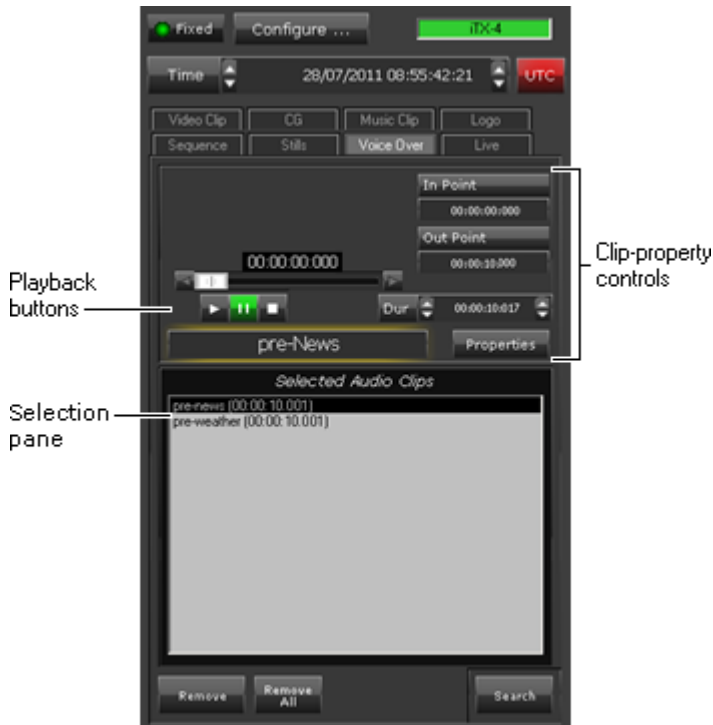 Fixed Configure ... iTX-4
Time 28/07/2011 08:55:42:21 UTC
Video Clip CG Music Clip Logo
Sequence Stills Voice Over Live
In Point
00:00:00:000
Out Point
00:00:10.000
00:00:00:000
Dur 00:00:10:017
pre-News Properties
Clip-property
controls
Playback
buttons
Selected Audio Clips
pre-news (00:00:10.001)
pre-weather (00:00:10.001)
Selection
pane
Remove Remove
All Search